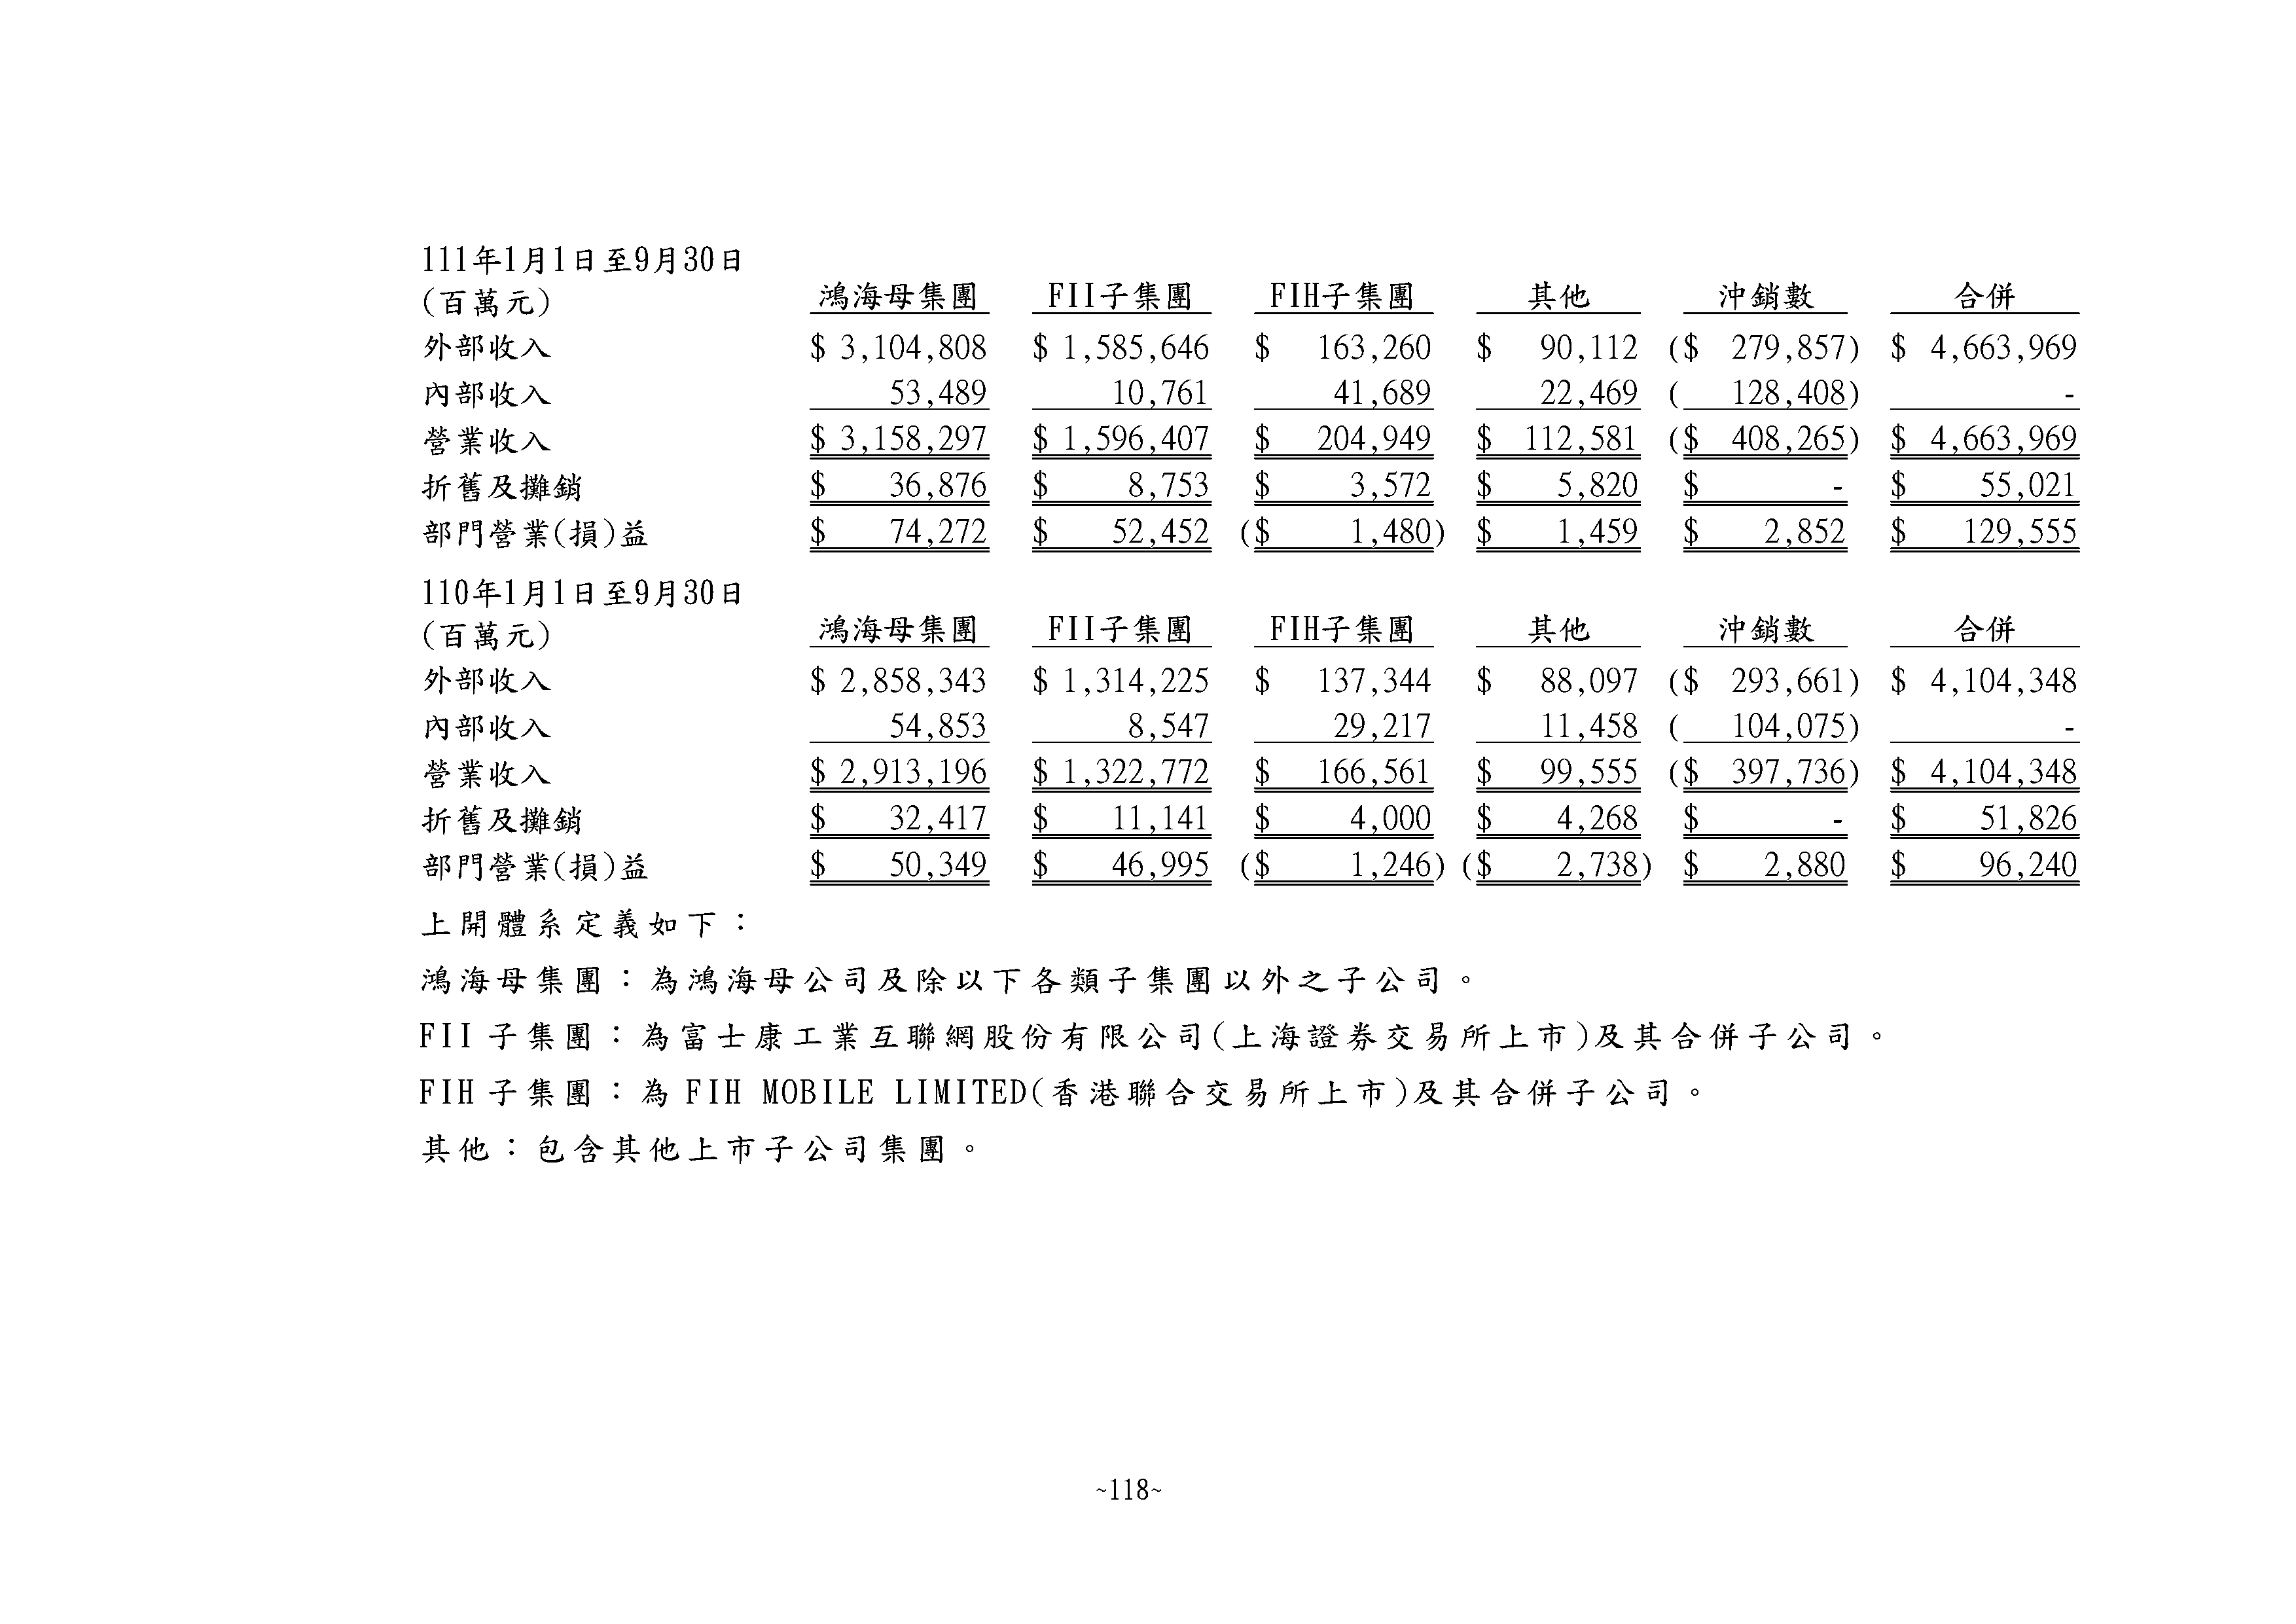 111年1月1日至9月30日
(百萬元) 鴻海母集團 FII子集團 FIH子集團 其他 沖銷數 合併
外部收入 $ 3,104,808 $ 1,585,646 $ 163,260 $ 90,112 ($ 279,857) $ 4,663,969
內部收入 53,489 10,761 41,689 22,469 ( 128,408) -
營業收入 $ 3,158,297 $ 1,596,407 $ 204,949 $ 112,581 ($ 408,265) $ 4,663,969
折舊及攤銷 $ 36,876 $ 8,753 $ 3,572 $ 5,820 $ - $ 55,021
部門營業(損)益 $ 74,272 $ 52,452 ($ 1,480) $ 1,459 $ 2,852 $ 129,555
110年1月1日至9月30日
(百萬元) 鴻海母集團 FII子集團 FIH子集團 其他 沖銷數 合併
外部收入 $ 2,858,343 $ 1,314,225 $ 137,344 $ 88,097 ($ 293,661) $ 4,104,348
內部收入 54,853 8,547 29,217 11,458 ( 104,075) -
營業收入 $ 2,913,196 $ 1,322,772 $ 166,561 $ 99,555 ($ 397,736) $ 4,104,348
折舊及攤銷 $ 32,417 $ 11,141 $ 4,000 $ 4,268 $ - $ 51,826
部門營業(損)益 $ 50,349 $ 46,995 ($ 1,246) ($ 2,738) $ 2,880 $ 96,240
上開體系定義如下：
鴻海母集團：為鴻海母公司及除以下各類子集團以外之子公司。
FII 子集團：為富士康工業互聯網股份有限公司(上海證券交易所上市)及其合併子公司。
FIH 子集團：為 FIH MOBILE LIMITED(香港聯合交易所上市)及其合併子公司。
其他：包含其他上市子公司集團。
~118~